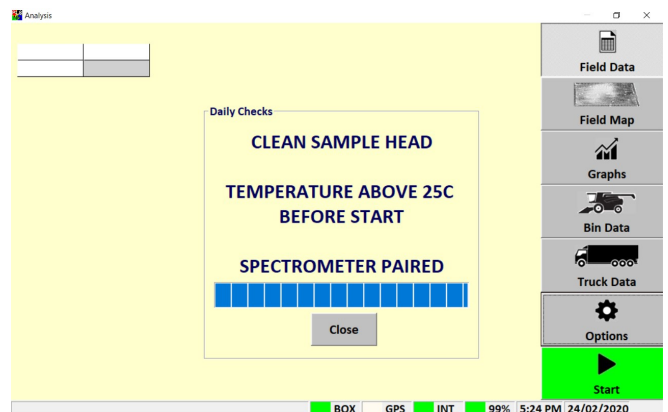 Analysis
Daily Checks
CLEAN SAMPLE HEAD
TEMPERATURE ABOVE 25C
BEFORE START
SPECTROMETER PAIRED
Close
Field Data
Field Map
Graphs
Bin Data
Truck Data
Options
Start
BOX GPS INT 99% 5:24 PM 24/02/2020